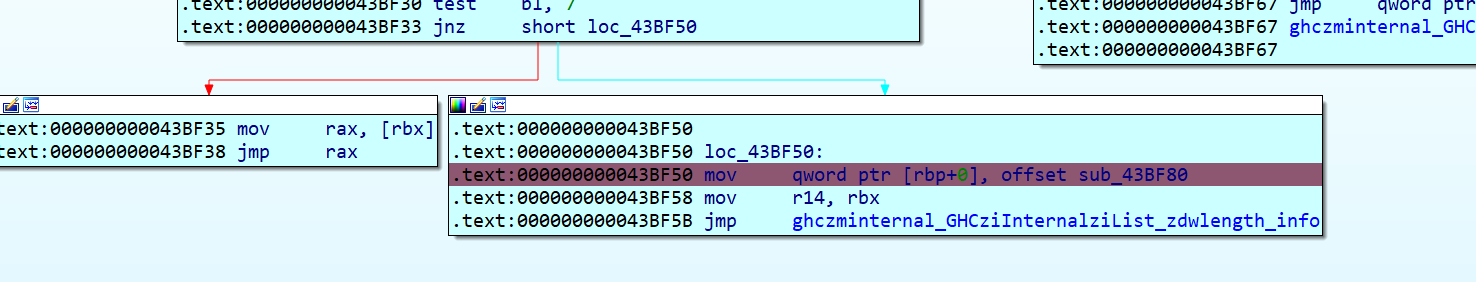 .text:000000000043BF30 test bl, 7
.text:000000000043BF33 jnz short loc_43BF50
.text:000000000043BF67 jmp qword ptr
.text:000000000043BF67 ghczminternal_GHC
.text:000000000043BF67
text:000000000043BF35 mov rax, [rbx]
text:000000000043BF38 jmp rax
.text:000000000043BF50
.text:000000000043BF50 loc_43BF50:
.text:000000000043BF50 mov qword ptr [rbp+0], offset sub_43BF80
.text:000000000043BF58 mov r14, rbx
.text:000000000043BF5B jmp ghczminternal_GHCziInternalziList_zdwlength_info